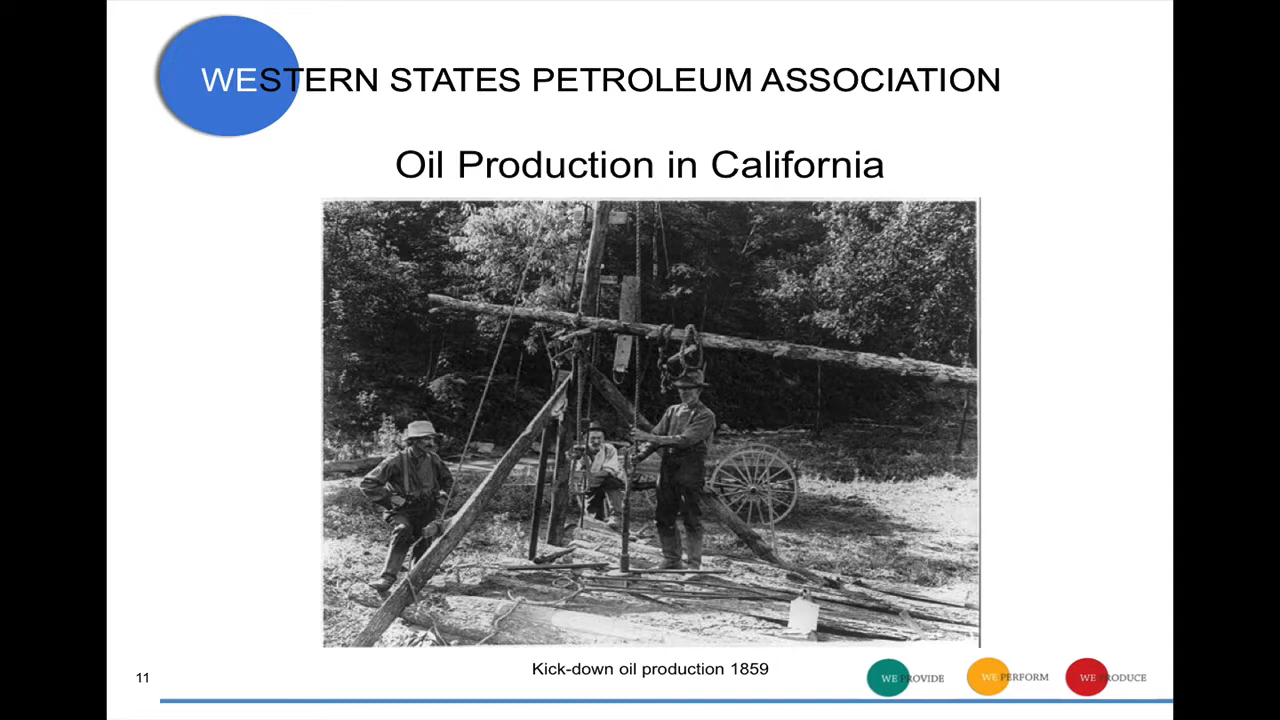 WESTERN STATES PETROLEUM ASSOCIATION
Oil Production in California
Kick-down oil production 1859
11
WE PROVIDE
WE PERFORM
WE PRODUCE